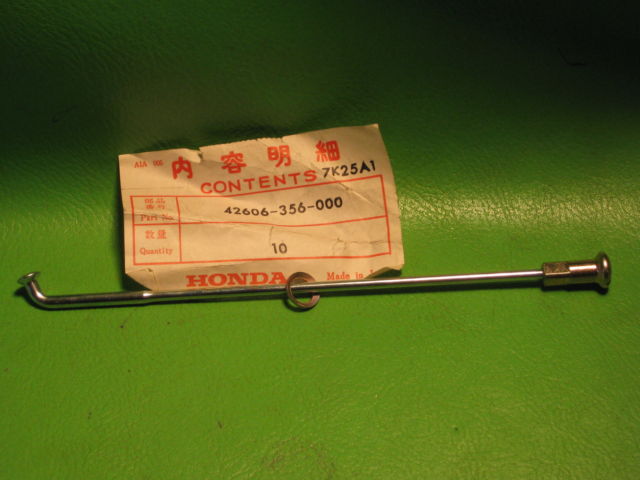 AIA 005
内容明細
CONTENTS 7K25A1
部品番号
Part No. 42606-356-000
数量
Quantity 10
HONDA Made in